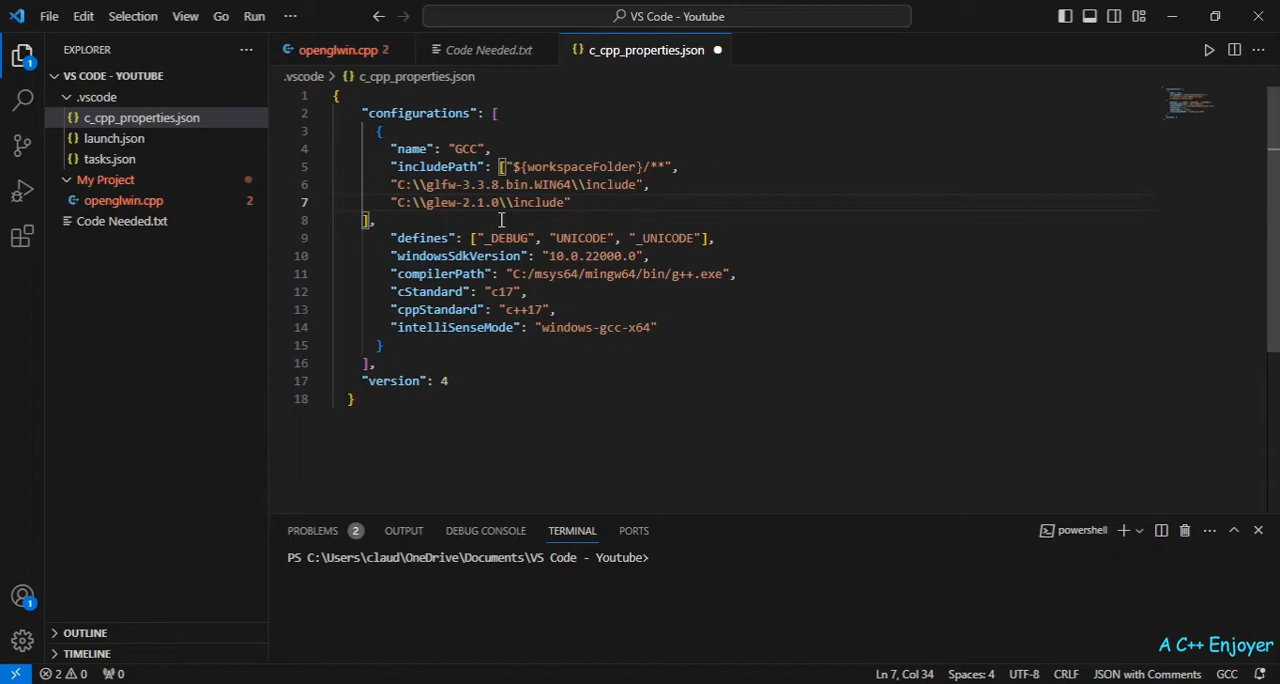 File Edit Selection View Go Run ··· VS Code - Youtube
EXPLORER ···
openglwin.cpp 2
Code Needed.txt
c_cpp_properties.json
VS CODE - YOUTUBE
.vscode
c_cpp_properties.json
launch.json
tasks.json
My Project
openglwin.cpp 2
Code Needed.txt
OUTLINE
TIMELINE
1
1
.vscode > {} c_cpp_properties.json
1 {
2 "configurations": [
3 {
4 "name": "GCC",
5 "includePath": ["${workspaceFolder}/**",
6 "C:\\glfw-3.3.8.bin.WIN64\\include",
7 "C:\\glew-2.1.0\\include"
8 ],
9 "defines": ["_DEBUG", "UNICODE", "_UNICODE"],
10 "windowsSdkVersion": "10.0.22000.0",
11 "compilerPath": "C:/msys64/mingw64/bin/g++.exe",
12 "cStandard": "c17",
13 "cppStandard": "c++17",
14 "intelliSenseMode": "windows-gcc-x64"
15 }
16 ],
17 "version": 4
18 }
PROBLEMS 2 OUTPUT DEBUG CONSOLE TERMINAL PORTS powershell
PS C:\Users\claud\OneDrive\Documents\VS Code - Youtube>
A C++ Enjoyer
2 0 0 Ln 7, Col 34 Spaces: 4 UTF-8 CRLF JSON with Comments GCC